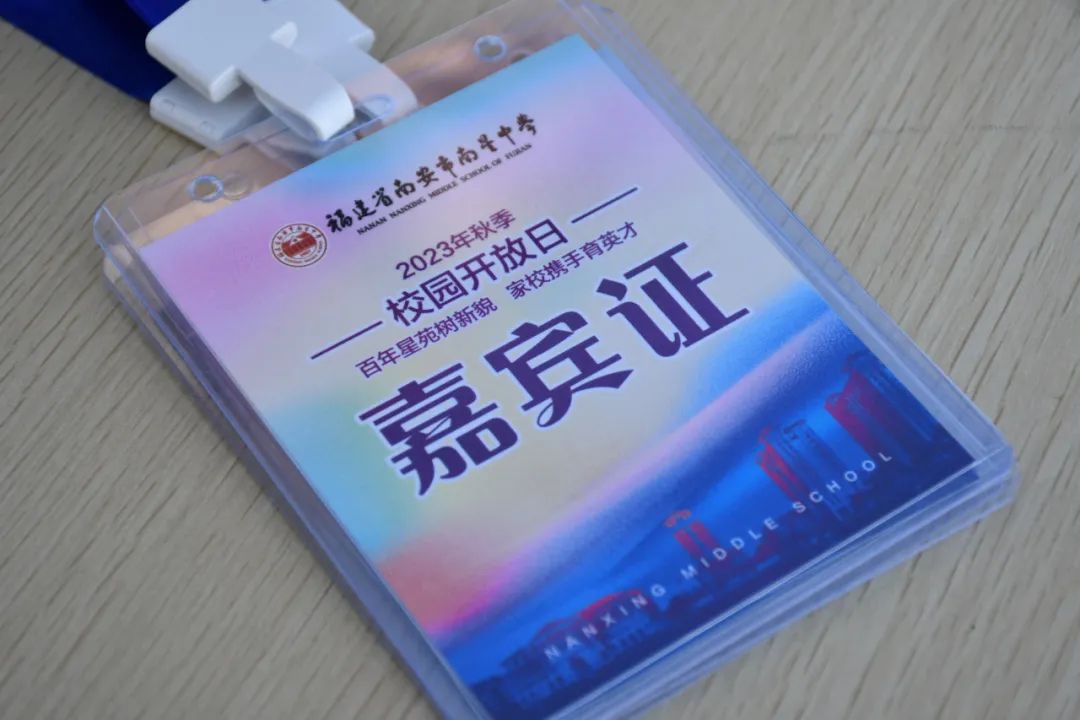 福建省南安市南星中学
NANAN NANXING MIDDLE SCHOOL OF FUJIAN
2023年秋季
校园开放日
百年星苑树新貌 家校携手育英才
嘉宾证
NANXING MIDDLE SCHOOL